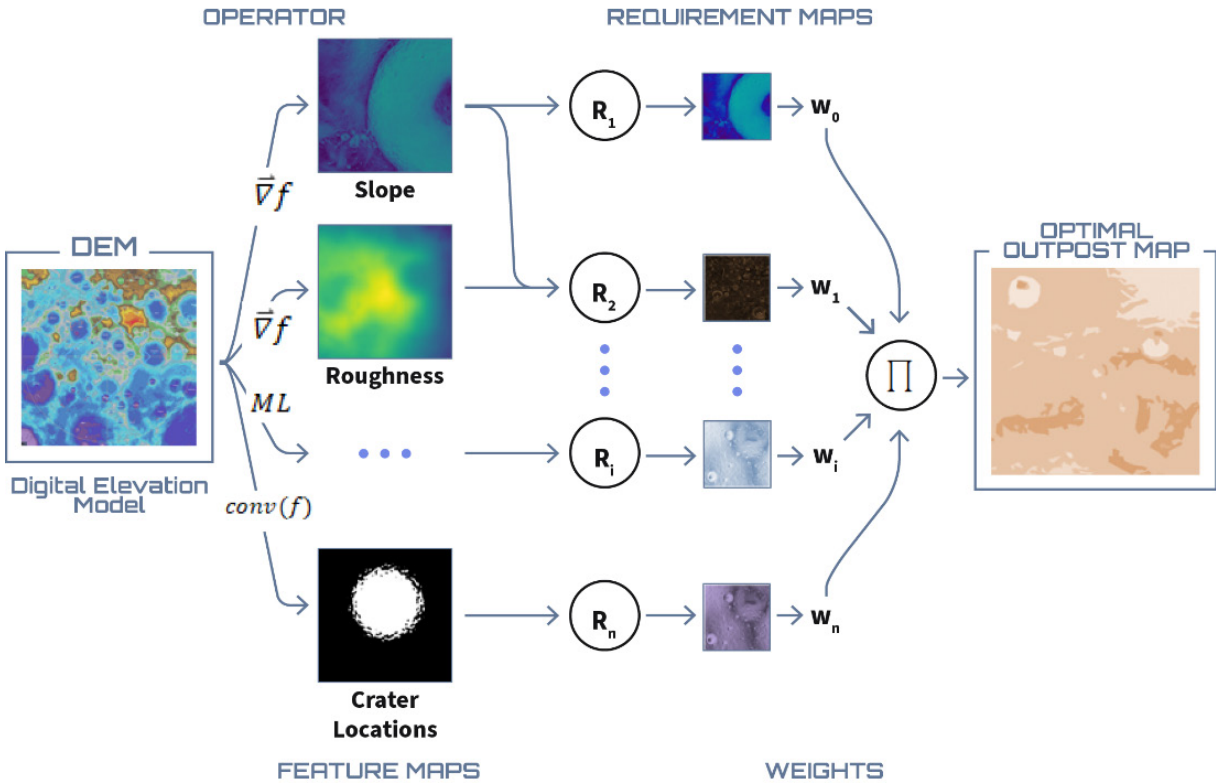 OPERATOR
REQUIREMENT MAPS
R1
w0
∇⃗f
Slope
DEM
OPTIMAL
OUTPOST MAP
∇⃗f
R2
w1
Roughness
∏
ML
Ri
wi
Digital Elevation
Model
conv(f)
Rn
wn
Crater
Locations
FEATURE MAPS
WEIGHTS